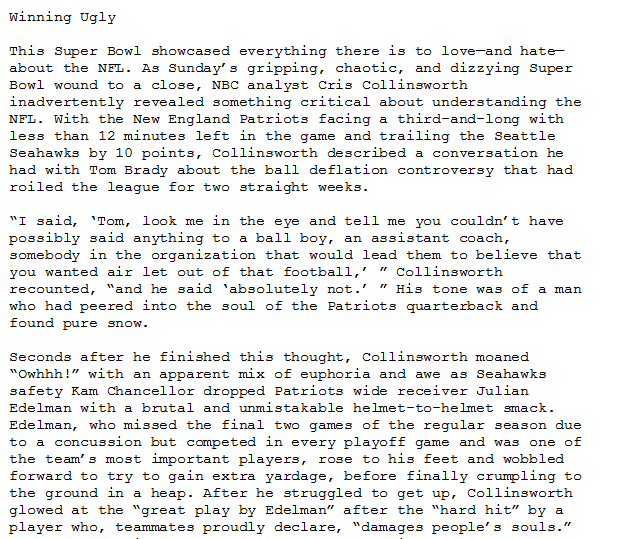 Winning Ugly
This Super Bowl showcased everything there is to love—and hate—
about the NFL. As Sunday’s gripping, chaotic, and dizzying Super
Bowl wound to a close, NBC analyst Cris Collinsworth
inadvertently revealed something critical about understanding the
NFL. With the New England Patriots facing a third-and-long with
less than 12 minutes left in the game and trailing the Seattle
Seahawks by 10 points, Collinsworth described a conversation he
had with Tom Brady about the ball deflation controversy that had
roiled the league for two straight weeks.
“I said, ‘Tom, look me in the eye and tell me you couldn’t have
possibly said anything to a ball boy, an assistant coach,
somebody in the organization that would lead them to believe that
you wanted air let out of that football,’ ” Collinsworth
recounted, “and he said ‘absolutely not.’ ” His tone was of a man
who had peered into the soul of the Patriots quarterback and
found pure snow.
Seconds after he finished this thought, Collinsworth moaned
“Owhhh!” with an apparent mix of euphoria and awe as Seahawks
safety Kam Chancellor dropped Patriots wide receiver Julian
Edelman with a brutal and unmistakable helmet-to-helmet smack.
Edelman, who missed the final two games of the regular season due
to a concussion but competed in every playoff game and was one of
the team’s most important players, rose to his feet and wobbled
forward to try to gain extra yardage, before finally crumpling to
the ground in a heap. After he struggled to get up, Collinsworth
glowed at the “great play by Edelman” after the “hard hit” by a
player who, teammates proudly declare, “damages people’s souls.”